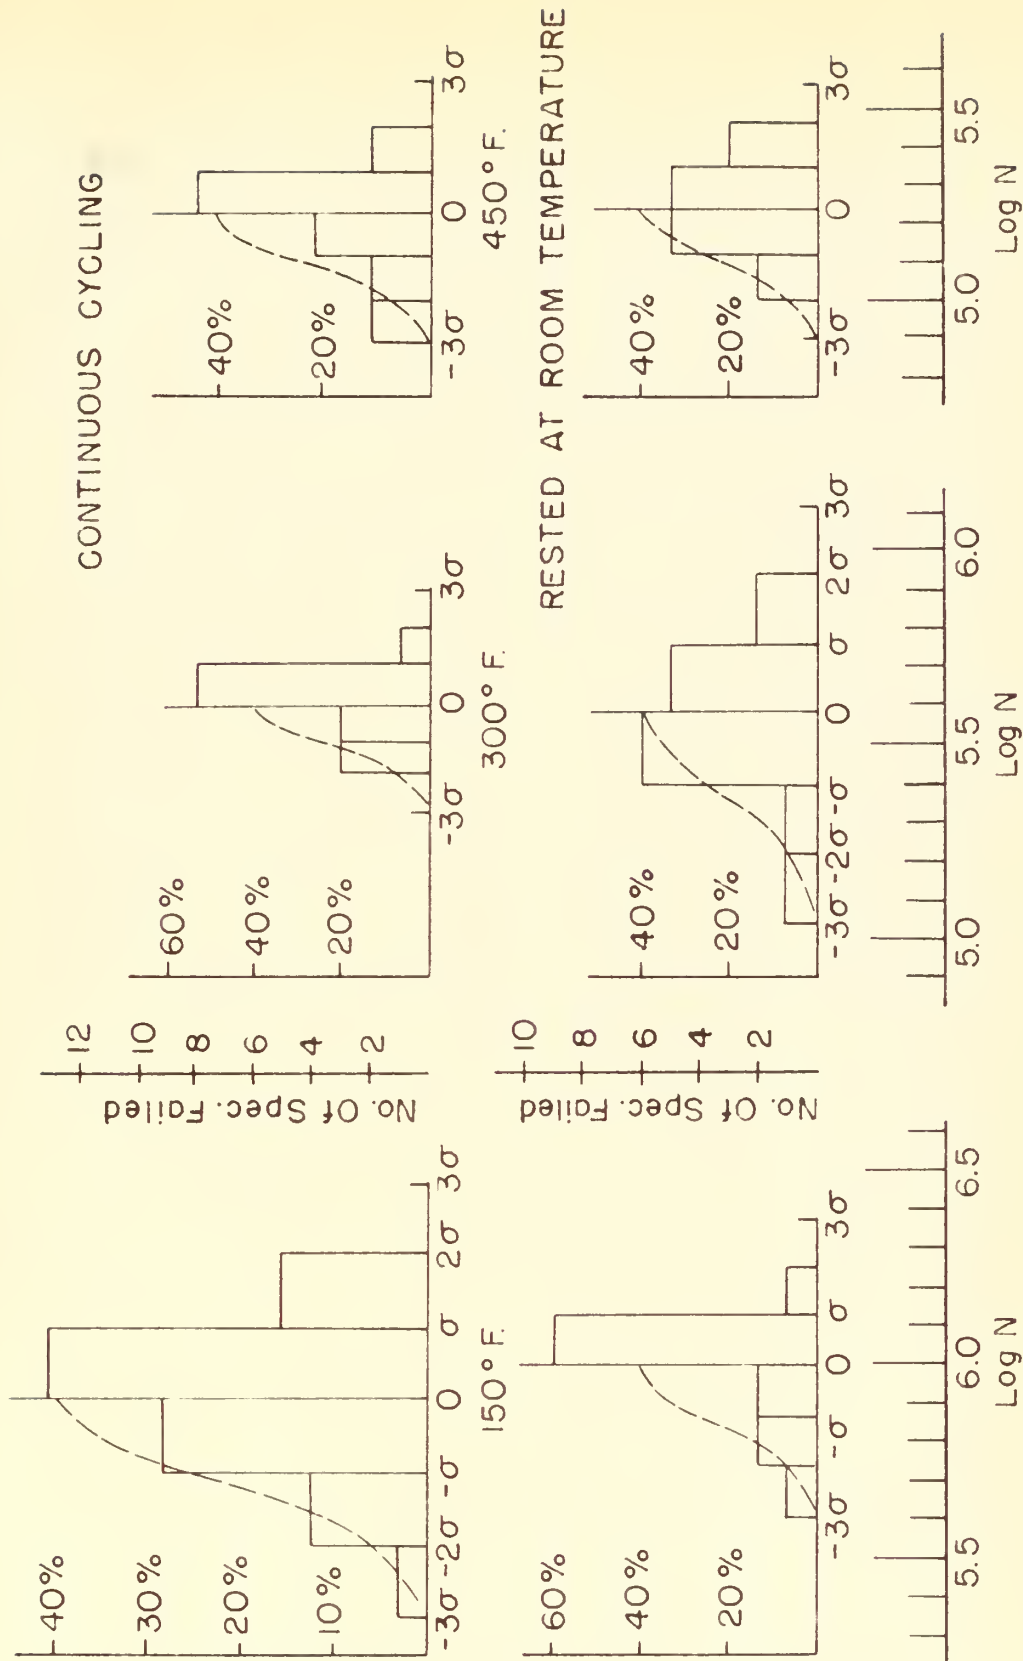 CONTINUOUS CYCLING
40%
30%
20%
10%
-3σ -2σ -σ 0 σ 2σ 3σ
150°F.
No. Of Spec. Failed
12
10
8
6
4
2
60%
40%
20%
-3σ 0 3σ
300°F.
40%
20%
-3σ 0 3σ
450°F.
RESTED AT ROOM TEMPERATURE
60%
40%
20%
-3σ -σ 0 σ 3σ
5.5 6.0 6.5
Log N
No. Of Spec. Failed
10
8
6
4
2
40%
20%
-3σ -2σ -σ 0 σ 2σ 3σ
5.0 5.5 6.0
Log N
40%
20%
-3σ 0 3σ
5.0 5.5
Log N